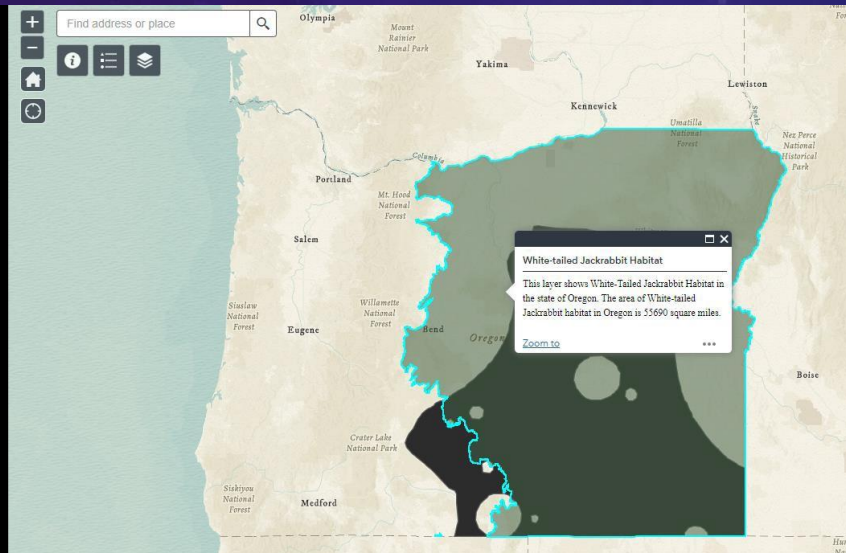 +
Find address or place
−
Olympia
Mount
Rainier
National Park
Yakima
Lewiston
Kennewick
Snake
Umatilla
National
Forest
Nez Perce
National
Historical
Park
Columbia
Portland
Mt. Hood
National
Forest
Salem
White-tailed Jackrabbit Habitat
This layer shows White-Tailed Jackrabbit Habitat in
the state of Oregon. The area of White-tailed
Jackrabbit habitat in Oregon is 55690 square miles.
Zoom to
Siuslaw
National
Forest
Willamette
National
Forest
Eugene
Bend
Oregon
Boise
Crater Lake
National Park
Siskiyou
National
Forest
Medford